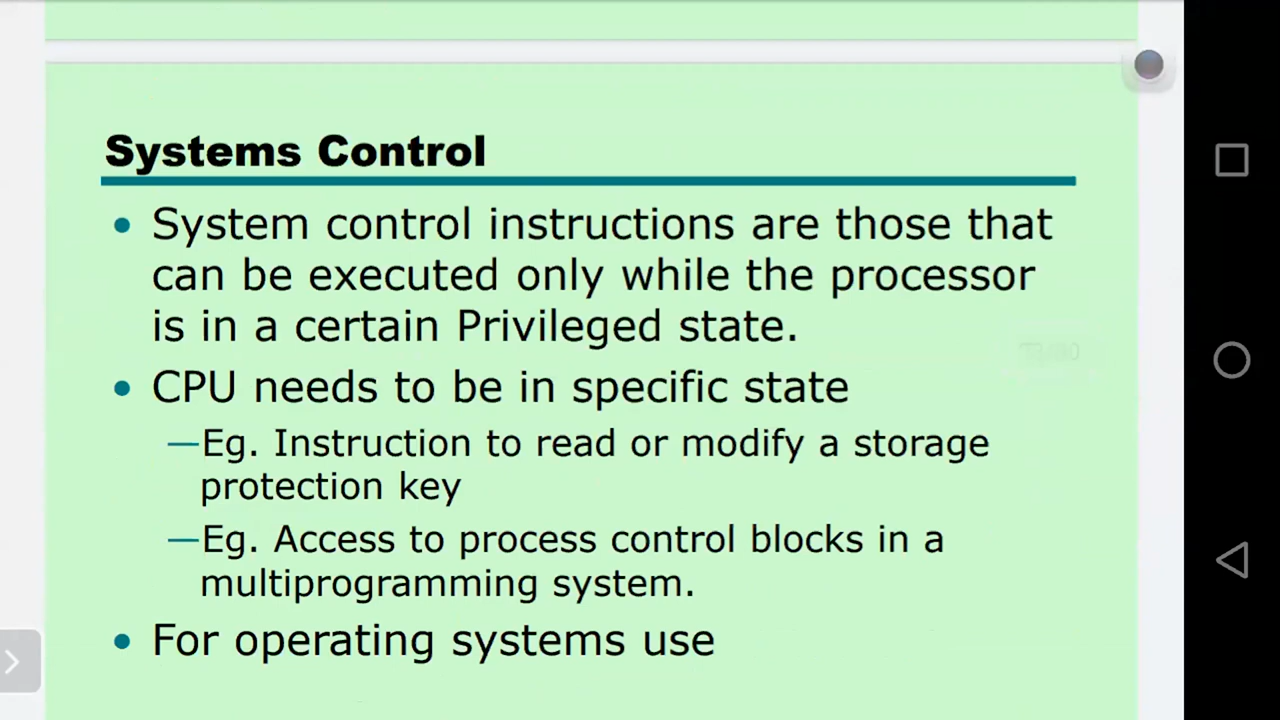 Systems Control
• System control instructions are those that
can be executed only while the processor
is in a certain Privileged state.
• CPU needs to be in specific state
—Eg. Instruction to read or modify a storage
protection key
—Eg. Access to process control blocks in a
multiprogramming system.
• For operating systems use